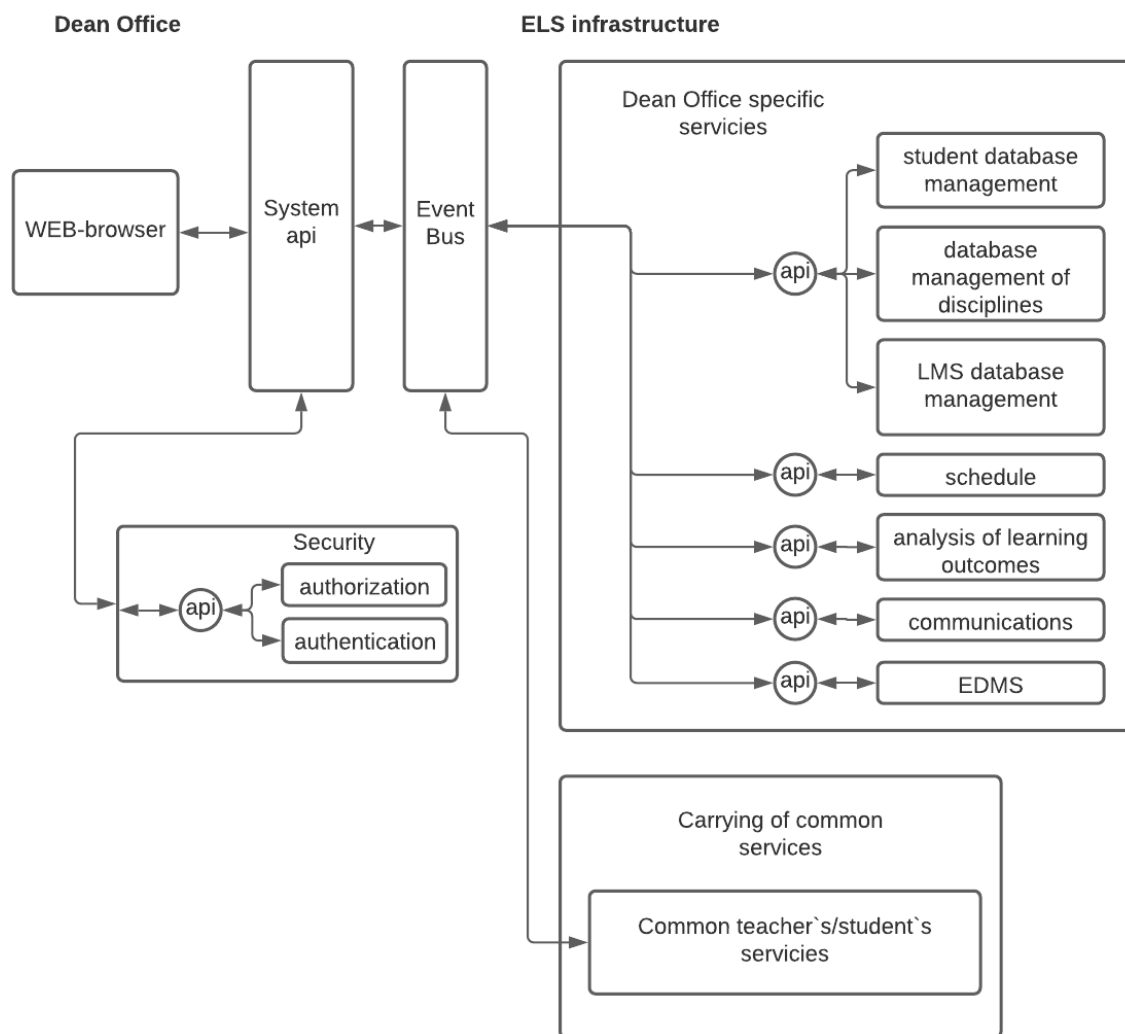 Dean Office
ELS infrastructure
Dean Office specific
servicies
student database
management
WEB-browser
System
api
Event
Bus
api
database
management of
disciplines
LMS database
management
api
schedule
Security
api
analysis of learning
outcomes
api
authorization
authentication
api
communications
api
EDMS
Carrying of common
services
Common teacher`s/student`s
servicies